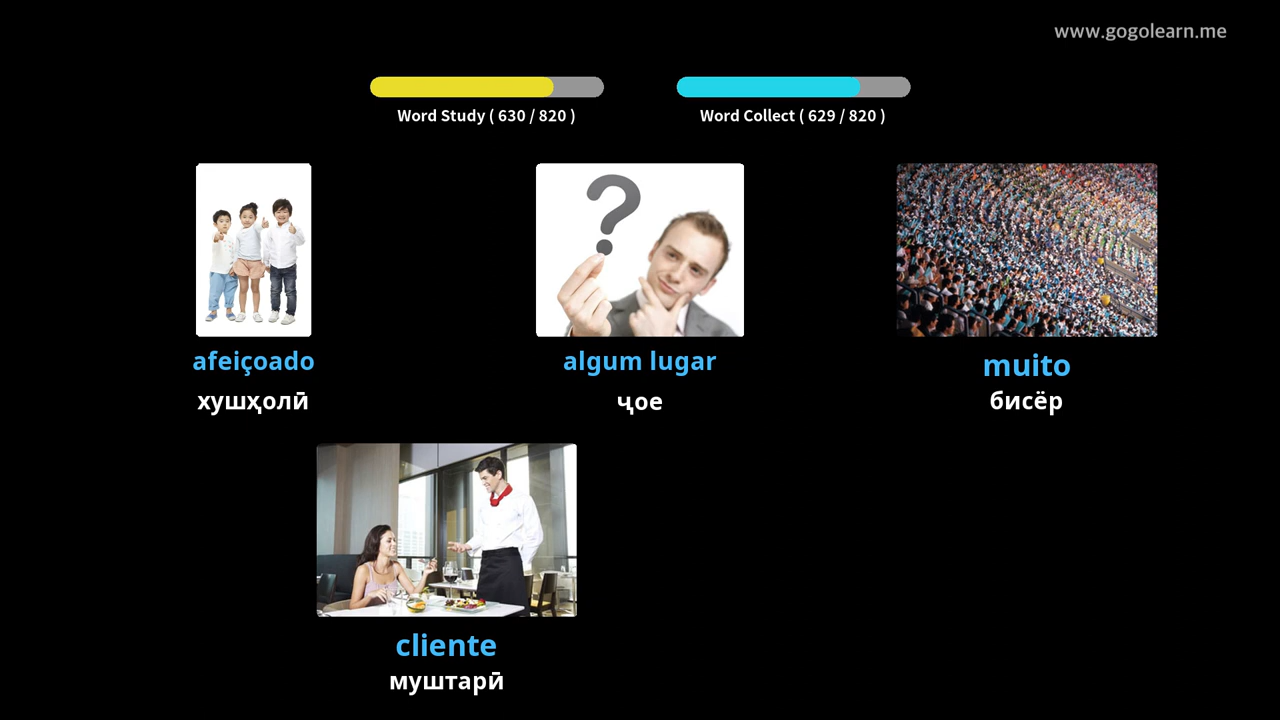 www.gogolearn.me
Word Study ( 630 / 820 )
Word Collect ( 629 / 820 )
afeiçoado
хушҳолӣ
algum lugar
ҷое
muito
бисёр
cliente
муштарӣ